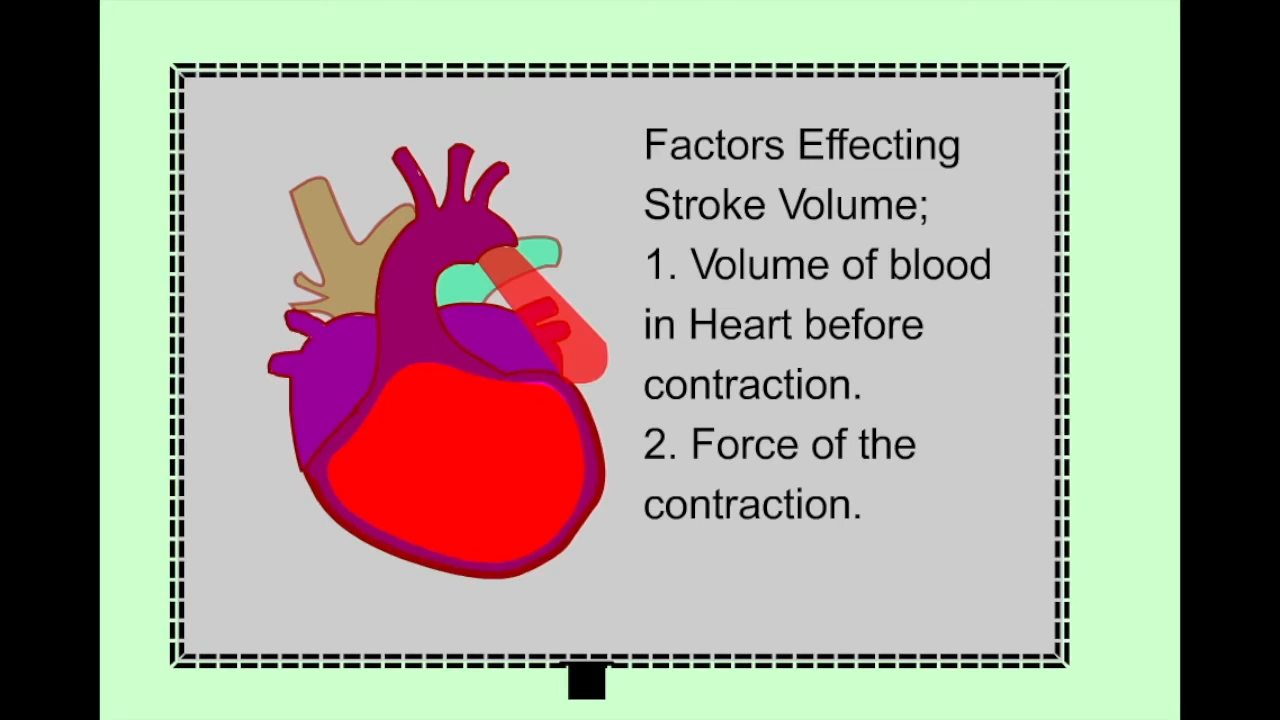 Factors Effecting
Stroke Volume;
1. Volume of blood
in Heart before
contraction.
2. Force of the
contraction.